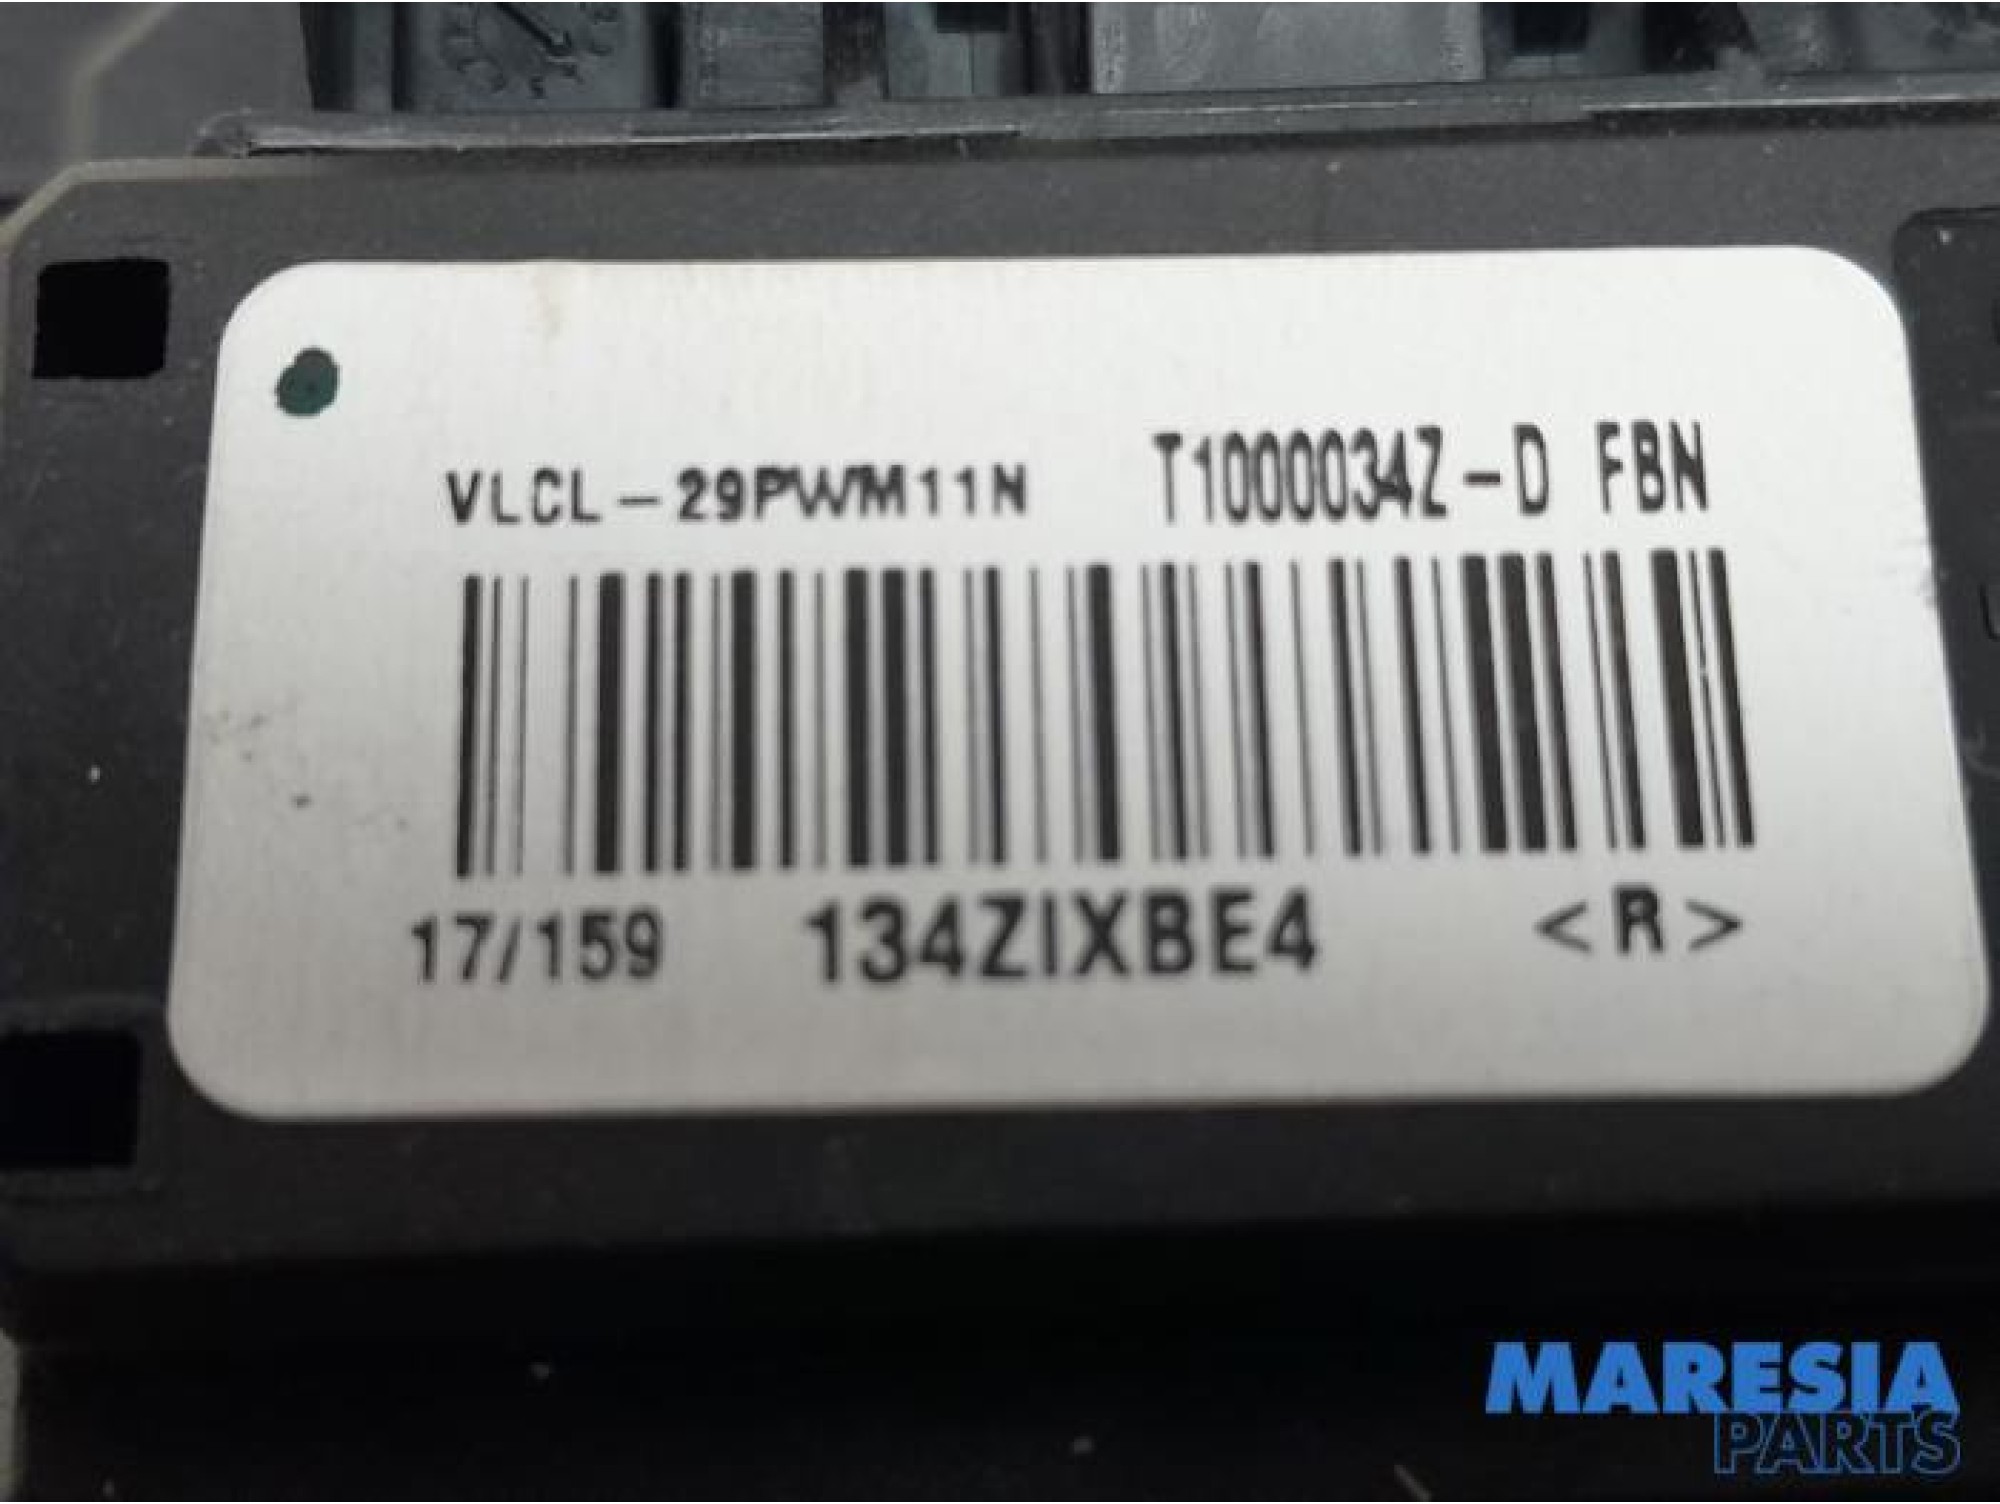 VLCL-29PWM11N T1000034Z-D FBN
17/159 134ZIXBE4 <R>
MARESIA
PARTS